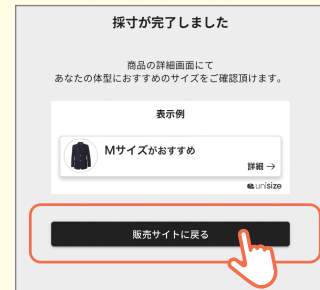 採寸が完了しました
商品の詳細画面にて
あなたの体型におすすめのサイズをご確認頂けます。
表示例
Mサイズがおすすめ
詳細 →
unisize
販売サイトに戻る